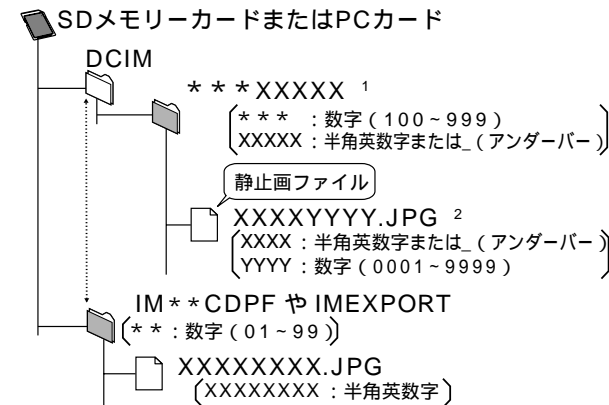 SDメモリーカードまたはPCカード
DCIM
***XXXXX 1
*** :数字(100~999)
XXXXX:半角英数字または_(アンダーバー)
静止画ファイル
XXXXYYYY.JPG 2
XXXX:半角英数字または_(アンダーバー)
YYYY:数字(0001~9999)
IM**CDPF や IMEXPORT
(**:数字(01~99))
XXXXXXXX.JPG
(XXXXXXXX:半角英数字)